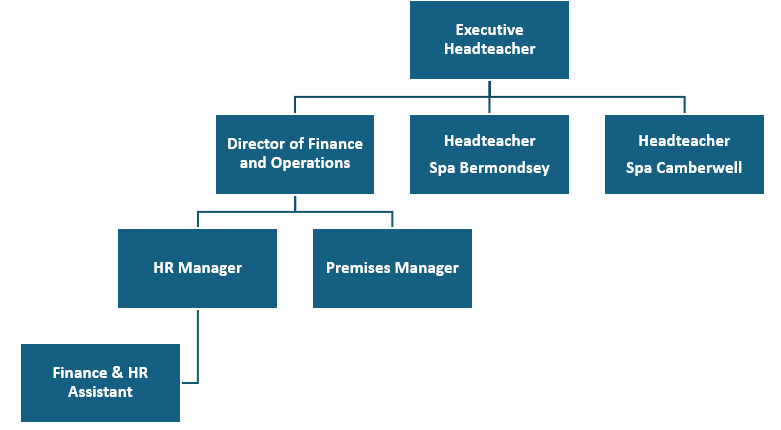 Executive
Headteacher
Director of Finance
and Operations
Headteacher
Spa Bermondsey
Headteacher
Spa Camberwell
HR Manager
Premises Manager
Finance & HR
Assistant